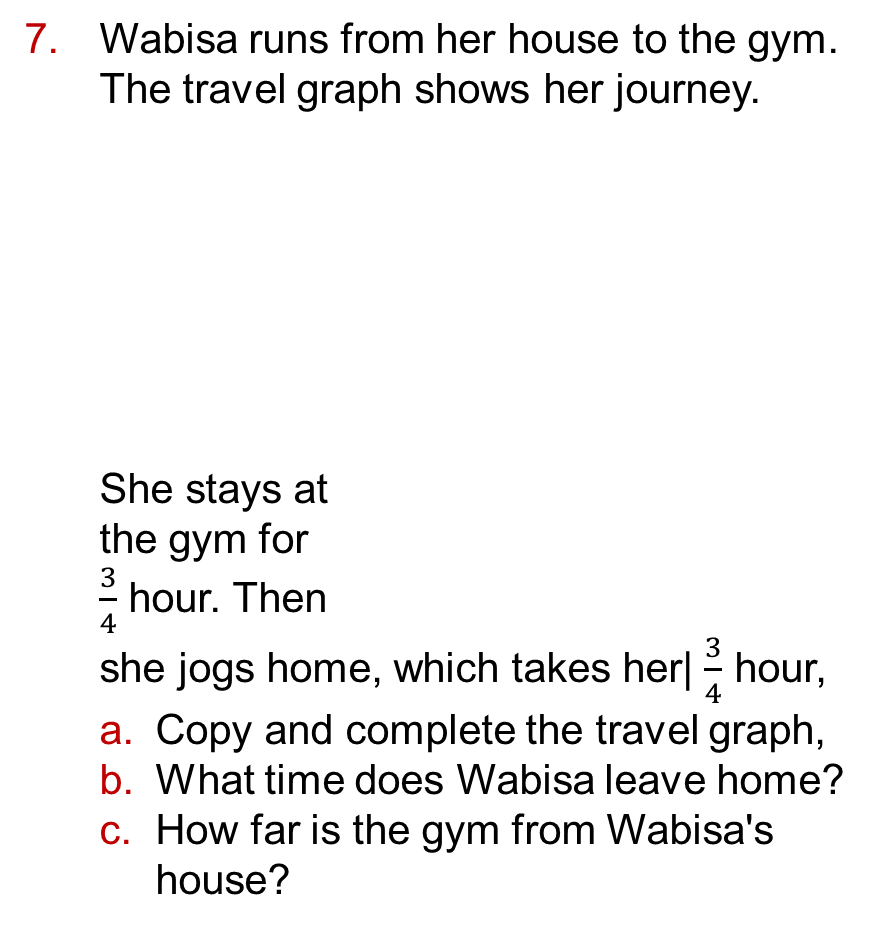 7. Wabisa runs from her house to the gym.
The travel graph shows her journey.
She stays at
the gym for
3/4 hour. Then
she jogs home, which takes her| 3/4 hour,
a. Copy and complete the travel graph,
b. What time does Wabisa leave home?
c. How far is the gym from Wabisa's
house?